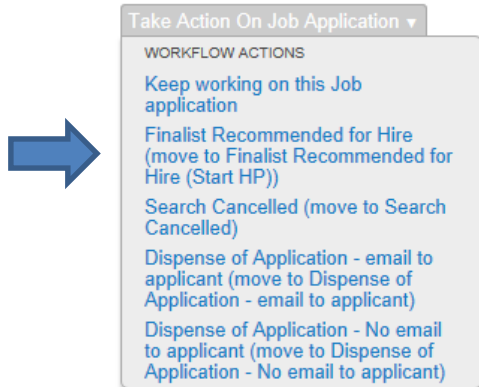 Take Action On Job Application ▾
WORKFLOW ACTIONS
Keep working on this Job
application
Finalist Recommended for Hire
(move to Finalist Recommended for
Hire (Start HP))
Search Cancelled (move to Search
Cancelled)
Dispense of Application - email to
applicant (move to Dispense of
Application - email to applicant)
Dispense of Application - No email
to applicant (move to Dispense of
Application - No email to applicant)